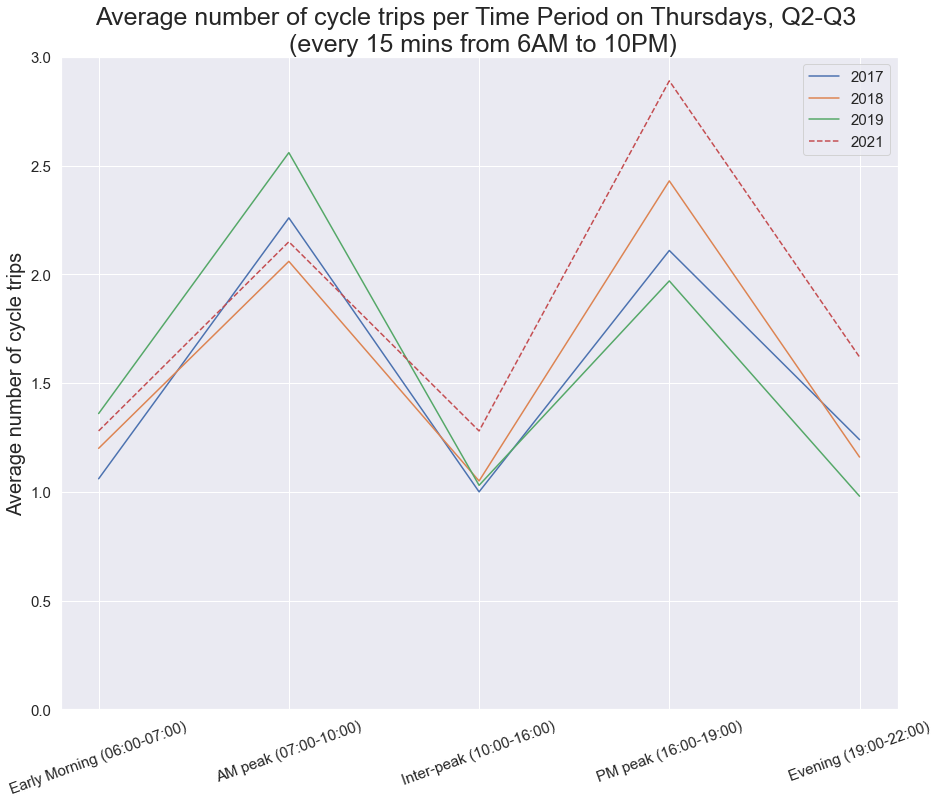 Average number of cycle trips per Time Period on Thursdays, Q2-Q3
(every 15 mins from 6AM to 10PM)
3.0
2017
2018
2019
2021
2.5
2.0
1.5
1.0
0.5
0.0
Average number of cycle trips
Early Morning (06:00-07:00)
AM peak (07:00-10:00)
Inter-peak (10:00-16:00)
PM peak (16:00-19:00)
Evening (19:00-22:00)